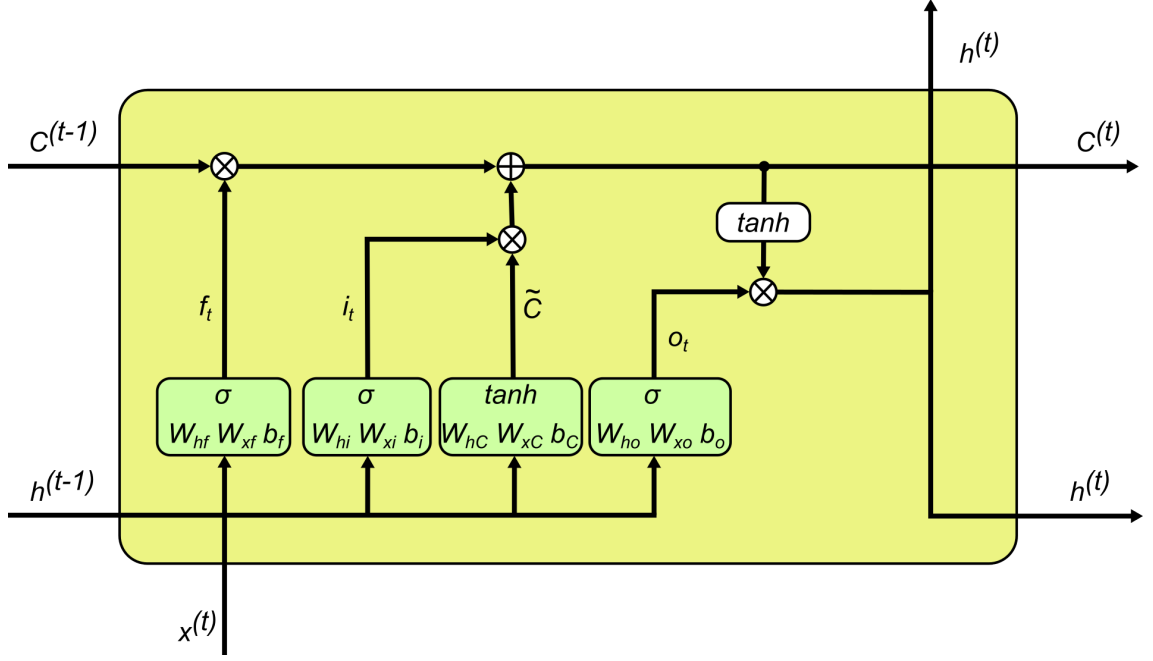 h^(t)
C^(t-1)
C^(t)
tanh
f_t
i_t
C̃
o_t
σ
W_hf W_xf b_f
σ
W_hi W_xi b_i
tanh
W_hC W_xC b_C
σ
W_ho W_xo b_o
h^(t-1)
h^(t)
x^(t)